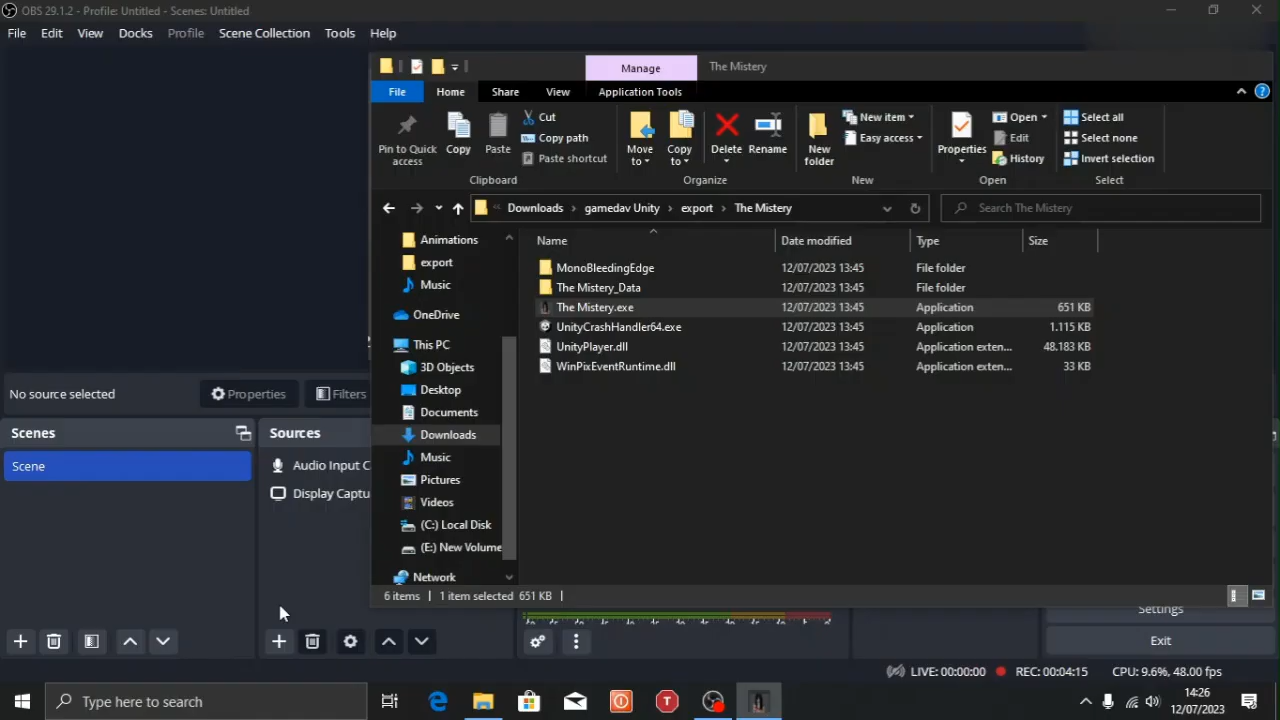 OBS 29.1.2 - Profile: Untitled - Scenes: Untitled
File Edit View Docks Profile Scene Collection Tools Help
Manage The Mistery
File Home Share View Application Tools
Pin to Quick access
Copy
Paste
Cut
Copy path
Paste shortcut
Clipboard
Move to
Copy to
Delete
Rename
Organize
New folder
New item
Easy access
New
Properties
Open
Edit
History
Open
Select all
Select none
Invert selection
Select
« Downloads › gamedav Unity › export › The Mistery
Search The Mistery
Animations
export
Music
OneDrive
This PC
3D Objects
Desktop
Documents
Downloads
Music
Pictures
Videos
(C:) Local Disk
(E:) New Volume
Network
Name Date modified Type Size
MonoBleedingEdge 12/07/2023 13:45 File folder
The Mistery_Data 12/07/2023 13:45 File folder
The Mistery.exe 12/07/2023 13:45 Application 651 KB
UnityCrashHandler64.exe 12/07/2023 13:45 Application 1.115 KB
UnityPlayer.dll 12/07/2023 13:45 Application exten... 48.183 KB
WinPixEventRuntime.dll 12/07/2023 13:45 Application exten... 33 KB
6 items 1 item selected 651 KB
No source selected
Properties
Filters
Scenes
Scene
Sources
Audio Input C
Display Captu
Settings
Exit
LIVE: 00:00:00 REC: 00:04:15 CPU: 9.6%, 48.00 fps
Type here to search
T
14:26
12/07/2023